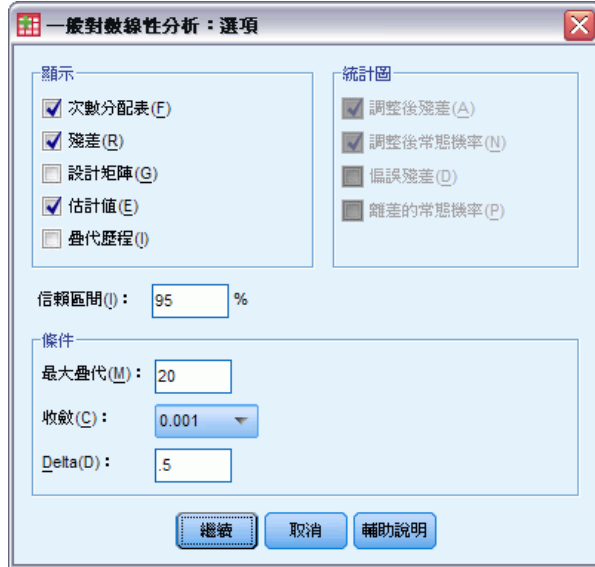 一般對數線性分析：選項
顯示
次數分配表(F)
殘差(R)
設計矩陣(G)
估計值(E)
疊代歷程(I)
統計圖
調整後殘差(A)
調整後常態機率(N)
偏誤殘差(D)
離差的常態機率(P)
信賴區間(I)： 95 %
條件
最大疊代(M)： 20
收斂(C)： 0.001
Delta(D)： .5
繼續 取消 輔助說明